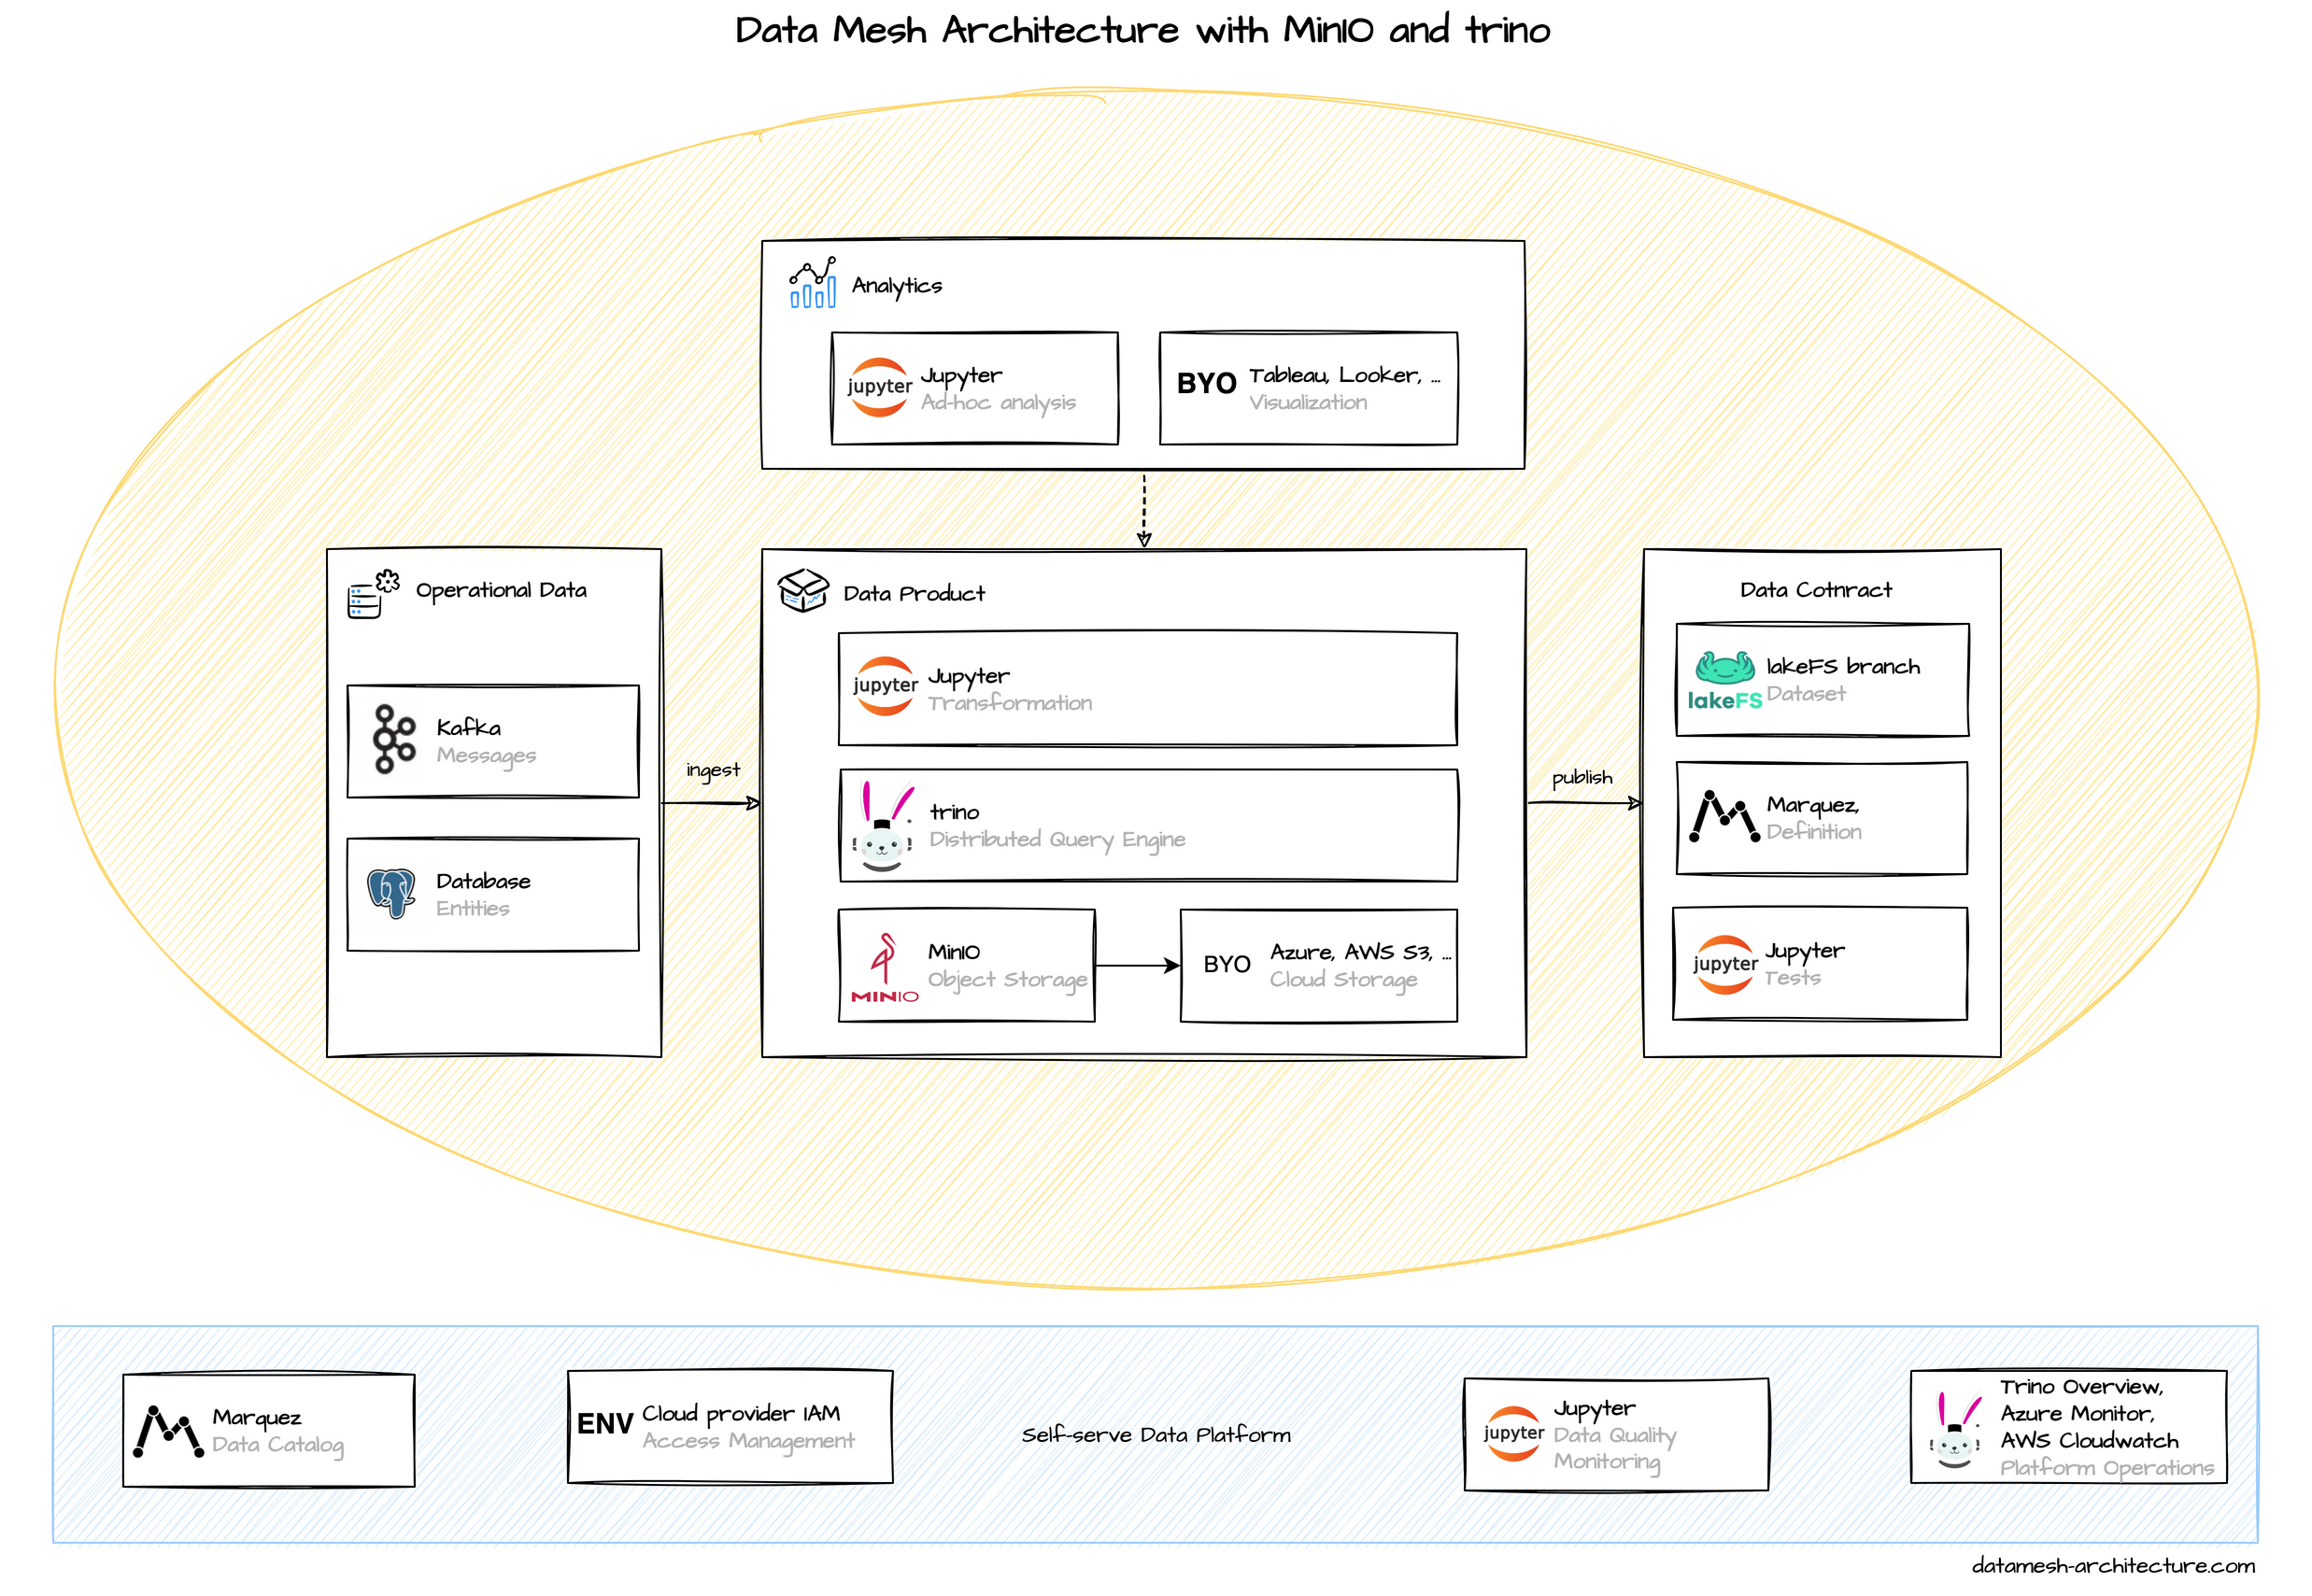 Data Mesh Architecture with MinIO and trino
Analytics
jupyter
Jupyter
Ad-hoc analysis
BYO
Tableau, Looker, ...
Visualization
Operational Data
Kafka
Messages
Database
Entities
ingest
Data Product
jupyter
Jupyter
Transformation
trino
Distributed Query Engine
MINIO
MinIO
Object Storage
BYO
Azure, AWS S3, ...
Cloud Storage
publish
Data Cotnract
lakeFS
lakeFS branch
Dataset
Marquez,
Definition
jupyter
Jupyter
Tests
Marquez
Data Catalog
ENV
Cloud provider IAM
Access Management
Self-serve Data Platform
jupyter
Jupyter
Data Quality
Monitoring
Trino Overview,
Azure Monitor,
AWS Cloudwatch
Platform Operations
datamesh-architecture.com